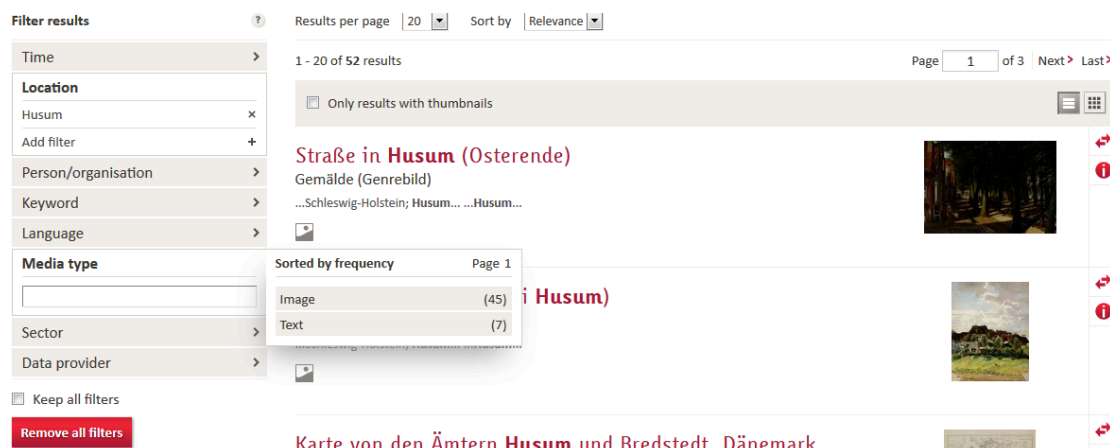 Filter results ?
Results per page 20 Sort by Relevance
Time
1 - 20 of 52 results
Page 1 of 3 Next Last
Location
Husum
Add filter
Only results with thumbnails
Person/organisation
Keyword
Language
Media type
Sector
Data provider
Keep all filters
Remove all filters
Sorted by frequency Page 1
Image (45)
Text (7)
Straße in Husum (Osterende)
Gemälde (Genrebild)
...Schleswig-Holstein; Husum... ...Husum...
i Husum)
Karte von den Ämtern Husum und Bredstedt, Dänemark